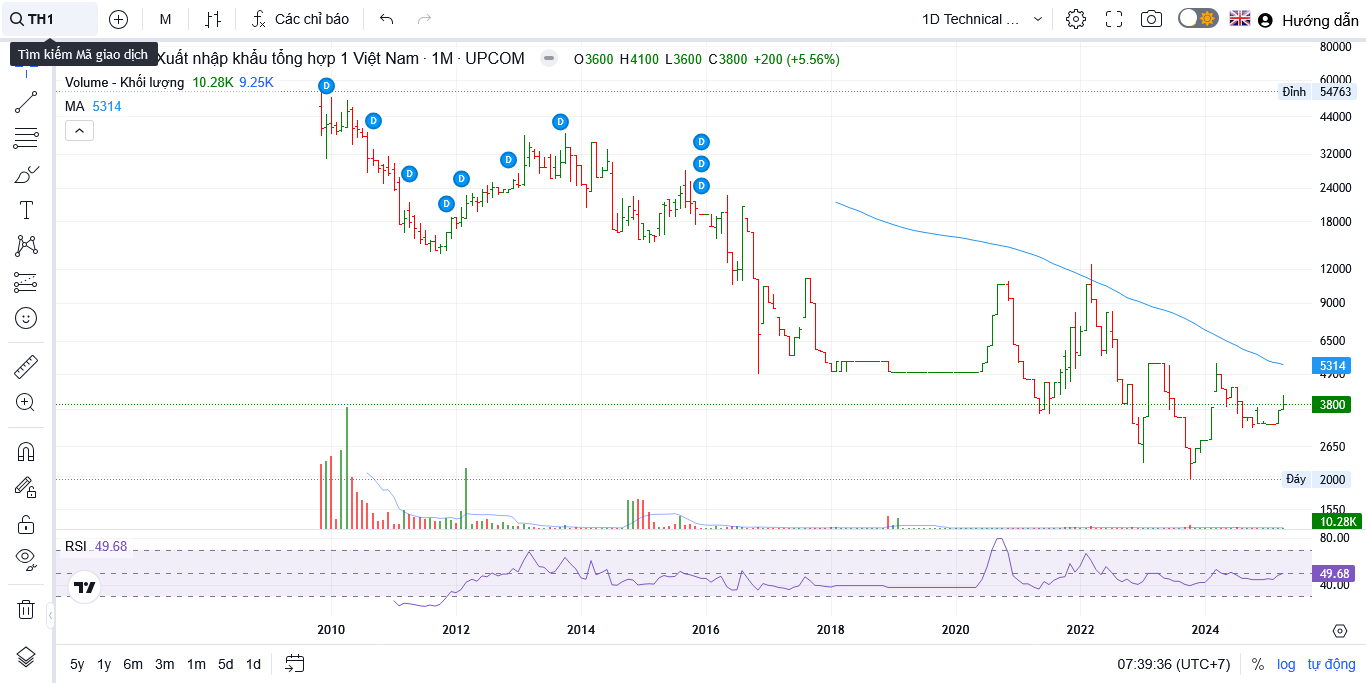 TH1
M
Các chỉ báo
1D Technical ...
Hướng dẫn
Tìm kiếm Mã giao dịch
Xuất nhập khẩu tổng hợp 1 Việt Nam · 1M · UPCOM
O3600 H4100 L3600 C3800 +200 (+5.56%)
Volume - Khối lượng 10.28K 9.25K
MA 5314
D
D
D
D
D
D
D
D
D
D
80000
60000
Đỉnh 54763
44000
32000
24000
18000
12000
9000
6500
5314
4900
3800
2650
Đáy 2000
1550
10.28K
RSI 49.68
80.00
49.68
40.00
2010 2012 2014 2016 2018 2020 2022 2024
5y 1y 6m 3m 1m 5d 1d
07:39:36 (UTC+7) % log tự động